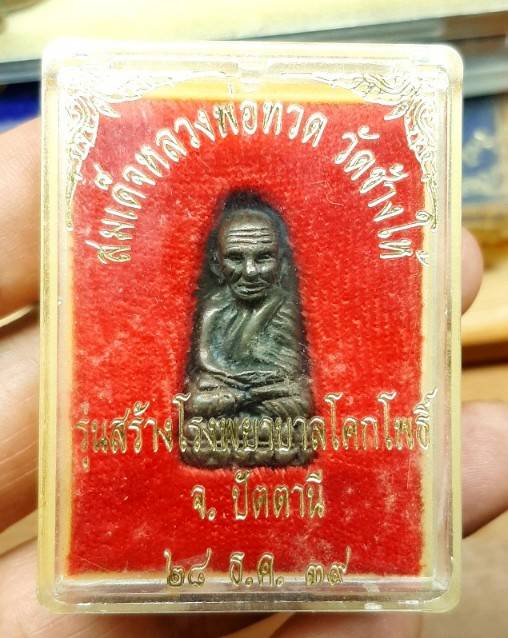 สมเด็จหลวงพ่อทวด วัดช้างให้
รุ่นสร้างโรงพยาบาลโคกโพธิ์
จ. ปัตตานี
๒๘ ธ.ค. ๓๙